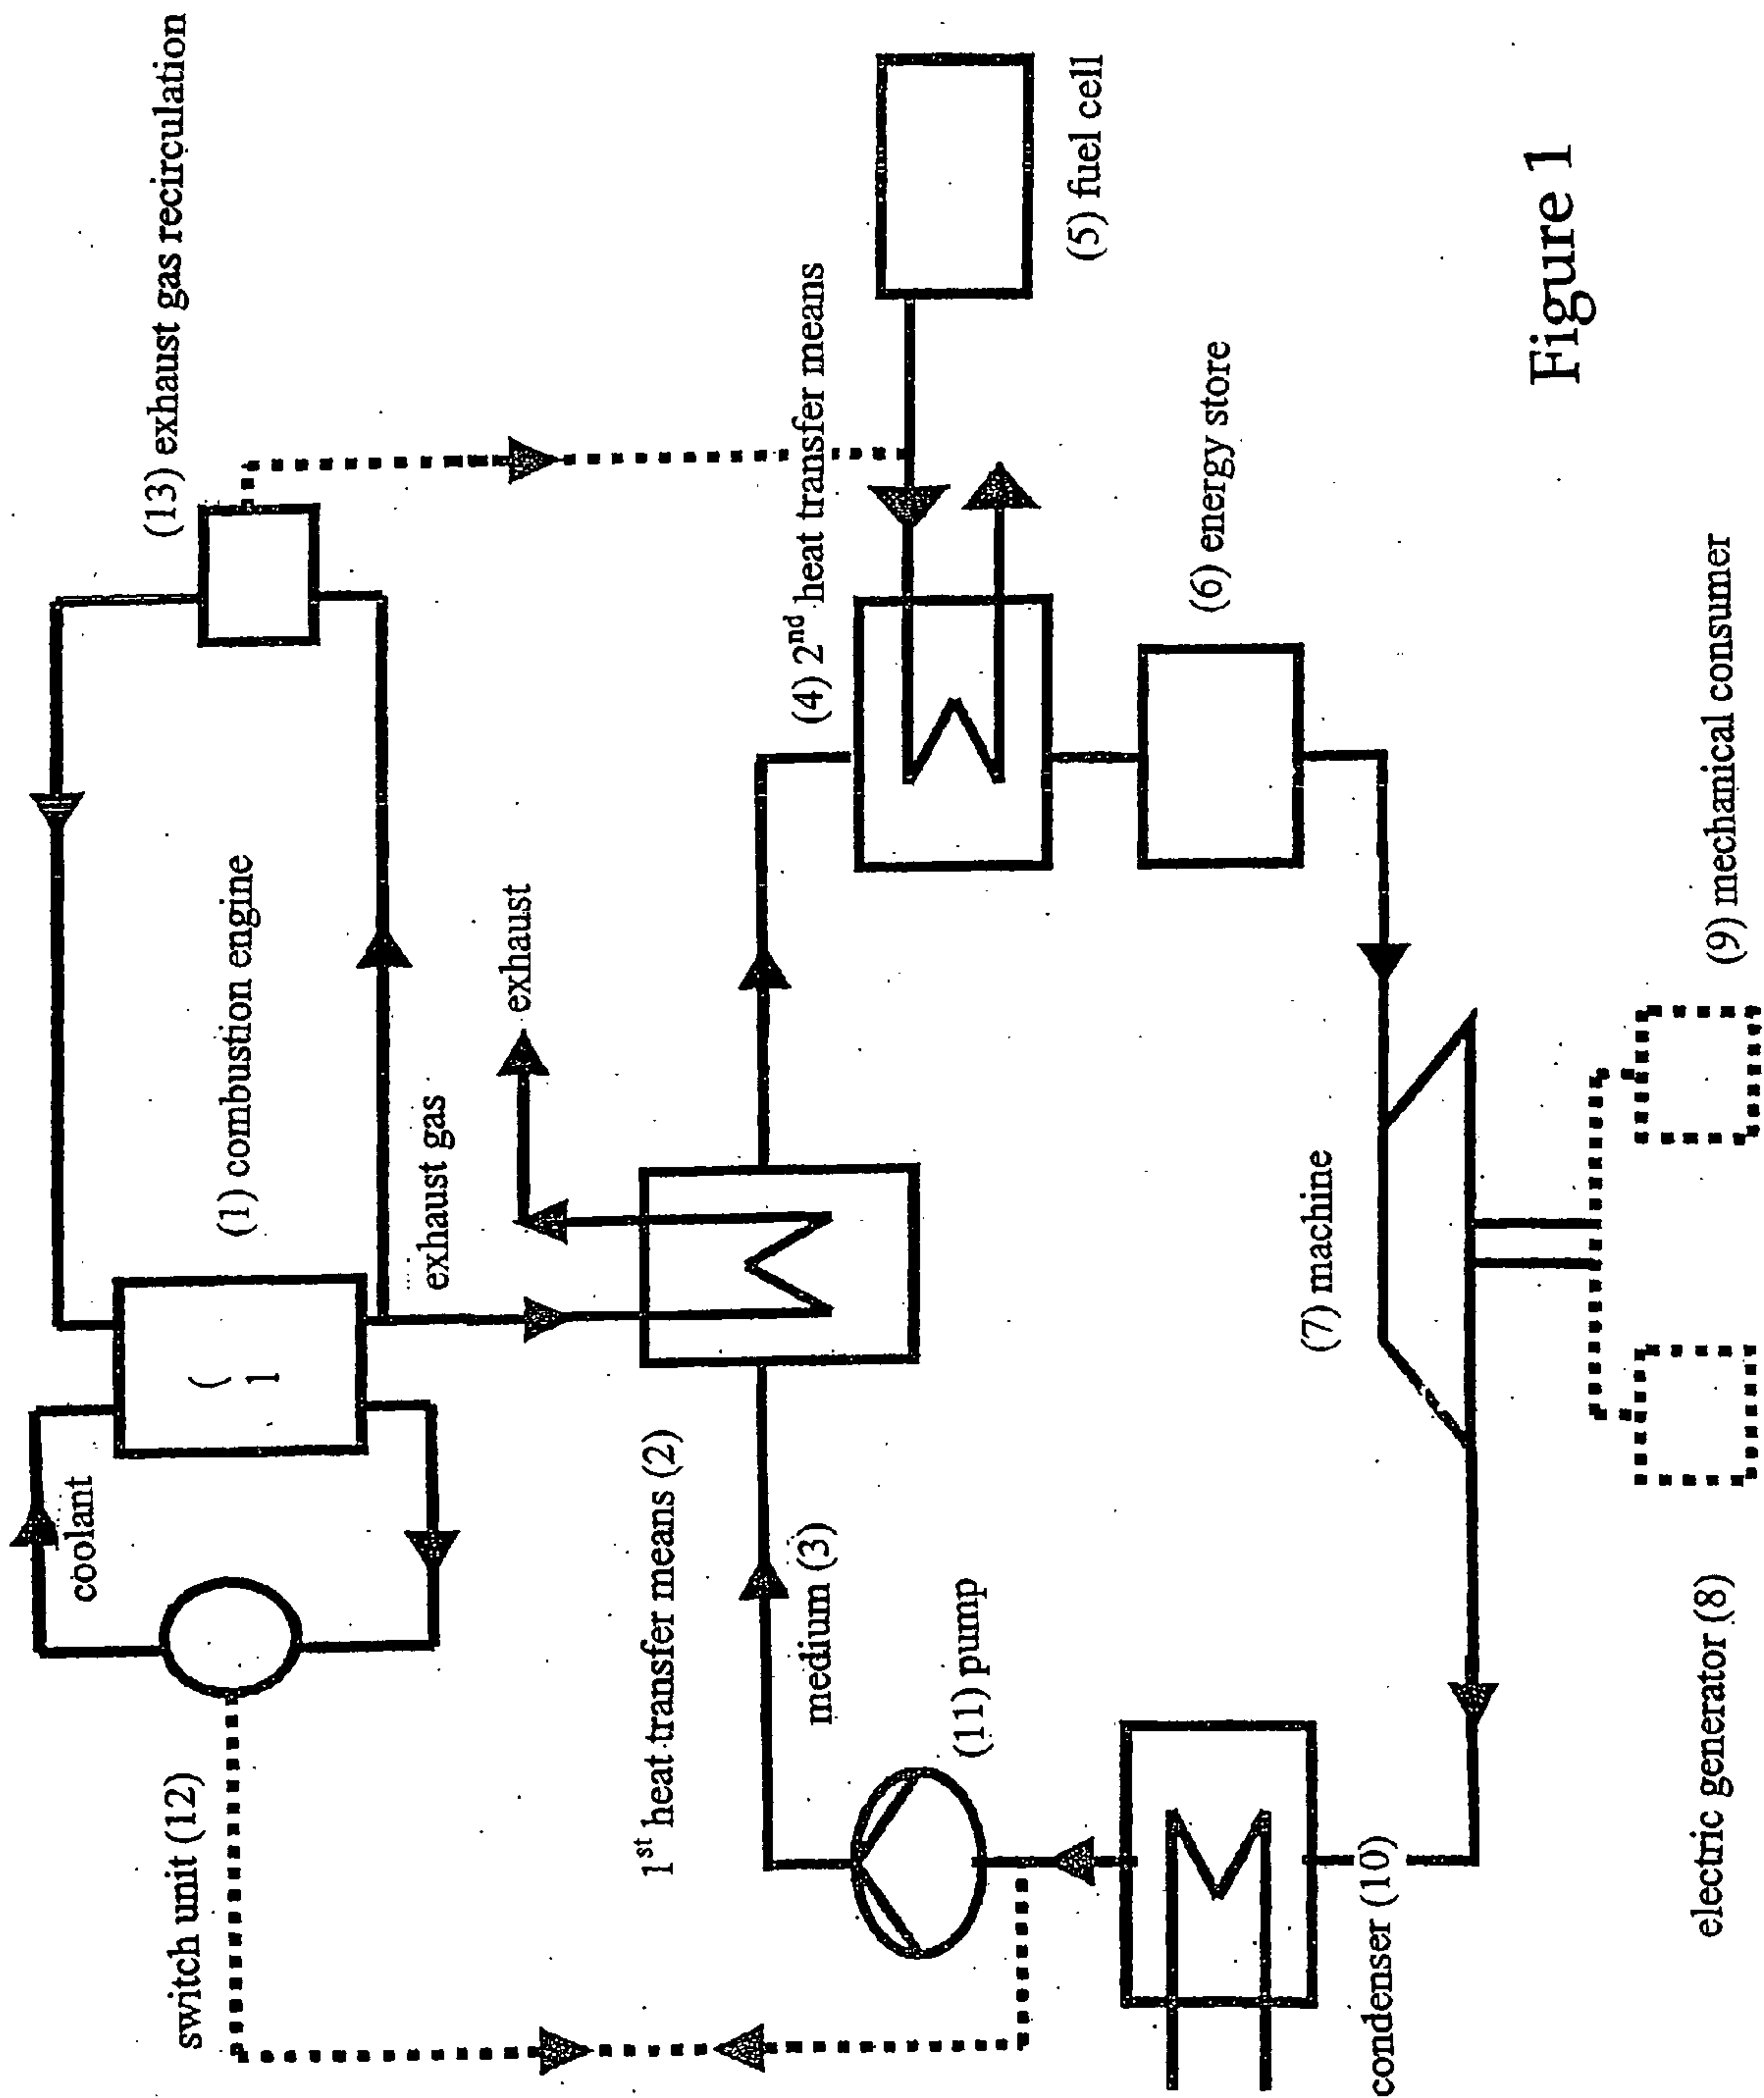 (13) exhaust gas recirculation
(1) combustion engine
coolant
switch unit (12)
(
1
exhaust gas
exhaust
1st heat transfer means (2)
medium (3)
(11) pump
(4) 2nd heat transfer means
(5) fuel cell
(6) energy store
(7) machine
condenser (10)
electric generator (8)
(9) mechanical consumer
Figure 1